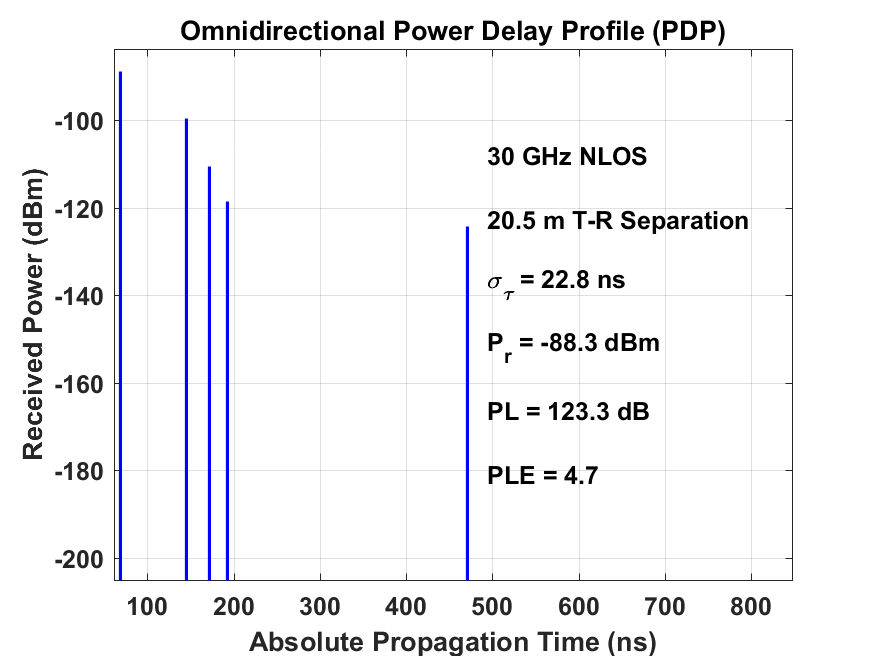 Omnidirectional Power Delay Profile (PDP)
Received Power (dBm)
-100
-120
-140
-160
-180
-200
30 GHz NLOS
20.5 m T-R Separation
σ_τ = 22.8 ns
P_r = -88.3 dBm
PL = 123.3 dB
PLE = 4.7
100 200 300 400 500 600 700 800
Absolute Propagation Time (ns)